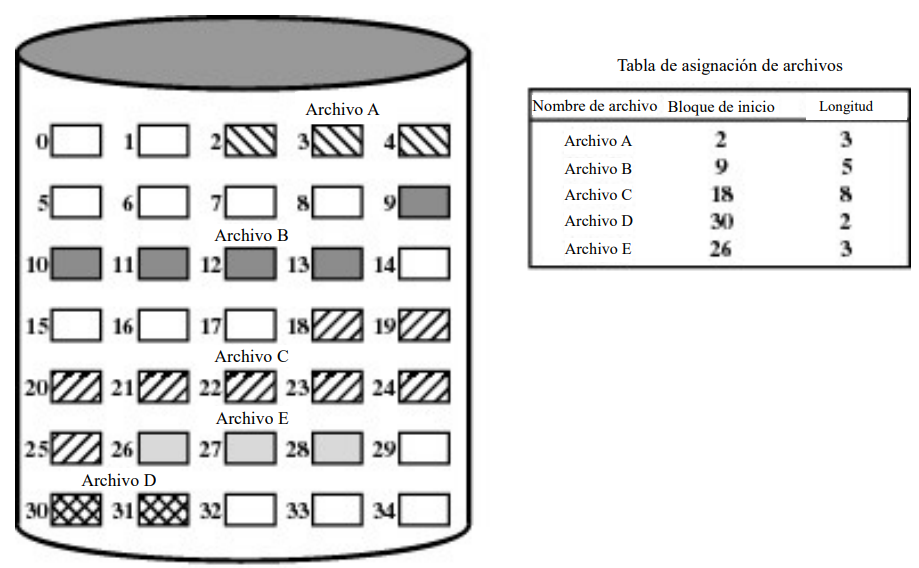 Archivo A
0 1 2 3 4
5 6 7 8 9
Archivo B
10 11 12 13 14
15 16 17 18 19
Archivo C
20 21 22 23 24
Archivo E
25 26 27 28 29
Archivo D
30 31 32 33 34
Tabla de asignación de archivos
Nombre de archivo Bloque de inicio Longitud
Archivo A 2 3
Archivo B 9 5
Archivo C 18 8
Archivo D 30 2
Archivo E 26 3